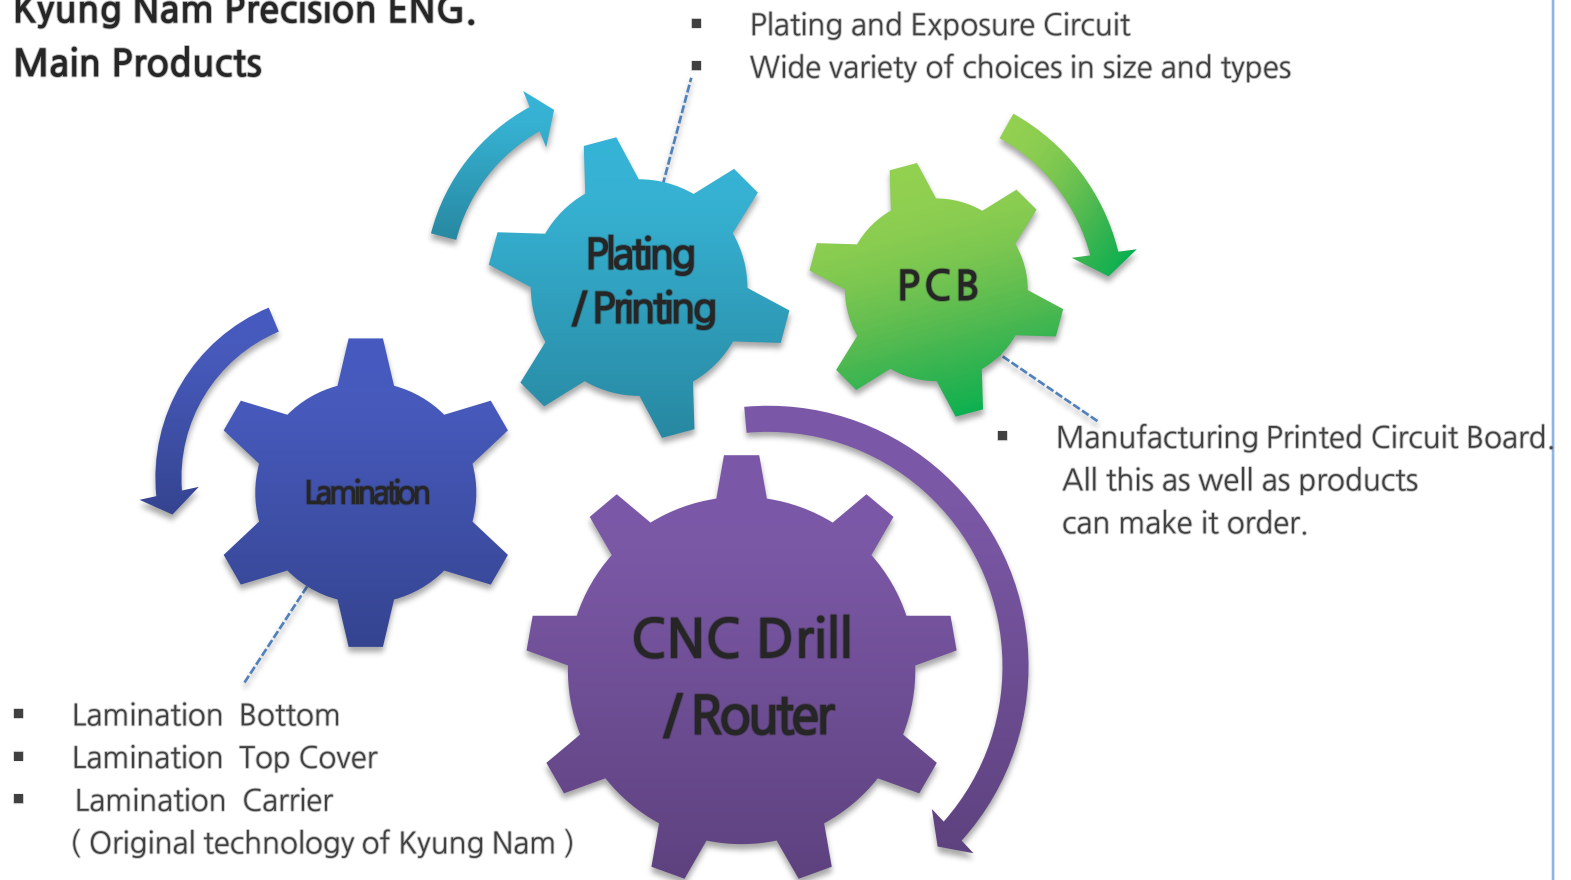 Kyung Nam Precision ENG.
Main Products
▪ Plating and Exposure Circuit
▪ Wide variety of choices in size and types
Plating
/ Printing
PCB
Lamination
▪ Manufacturing Printed Circuit Board.
All this as well as products
can make it order.
CNC Drill
/ Router
▪ Lamination Bottom
▪ Lamination Top Cover
▪ Lamination Carrier
( Original technology of Kyung Nam )